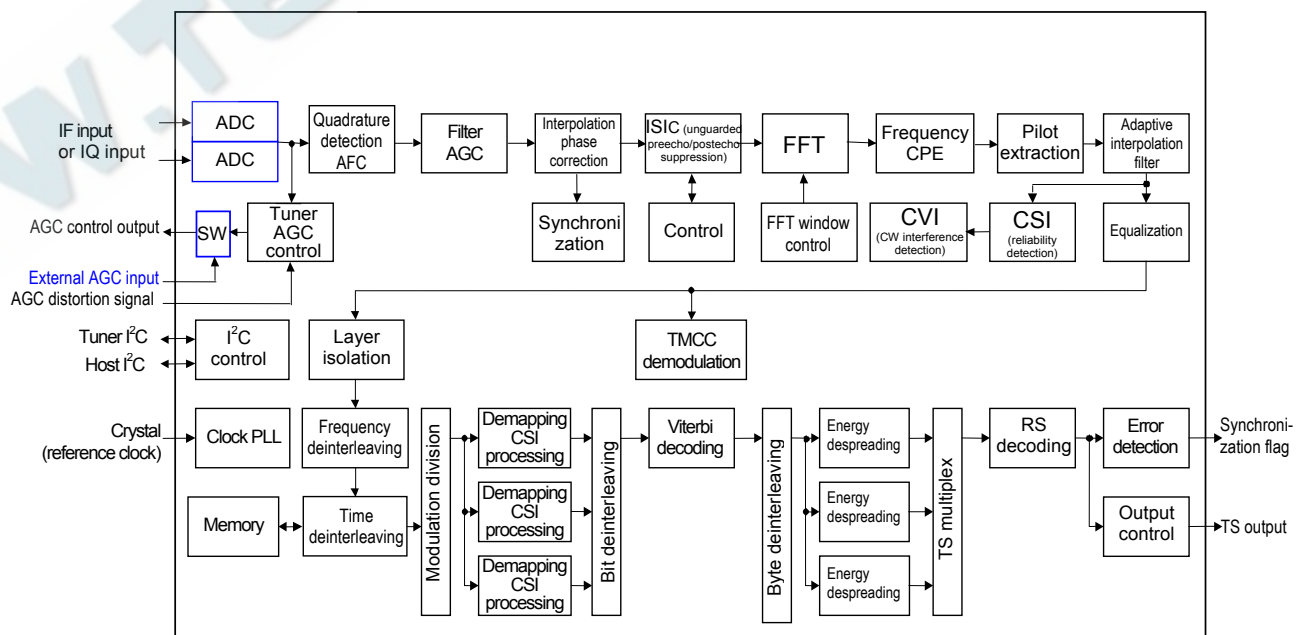 W.TE
IF input
or IQ input
ADC
ADC
Quadrature
detection
AFC
Filter
AGC
Interpolation
phase
correction
ISIC (unguarded
preecho/postecho
suppression)
FFT
Frequency
CPE
Pilot
extraction
Adaptive
interpolation
filter
AGC control output
SW
Tuner
AGC
control
Synchroni
zation
Control
FFT window
control
CVI
(CW interference
detection)
CSI
(reliability
detection)
Equalization
External AGC input
AGC distortion signal
Tuner I²C
Host I²C
I²C
control
Layer
isolation
TMCC
demodulation
Crystal
(reference clock)
Clock PLL
Frequency
deinterleaving
Modulation division
Demapping
CSI
processing
Bit deinterleaving
Viterbi
decoding
Byte deinterleaving
Energy
despreading
TS multiplex
RS
decoding
Error
detection
Synchroni-
zation flag
Memory
Time
deinterleaving
Demapping
CSI
processing
Energy
despreading
Output
control
TS output
Demapping
CSI
processing
Energy
despreading